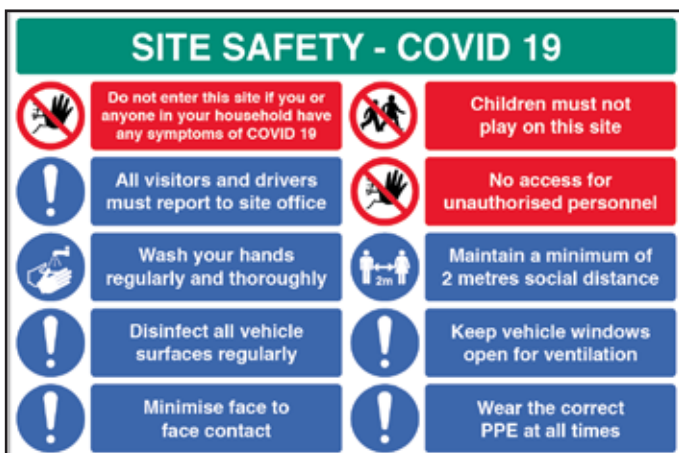 SITE SAFETY - COVID 19
Do not enter this site if you or
anyone in your household have
any symptoms of COVID 19
Children must not
play on this site
All visitors and drivers
must report to site office
No access for
unauthorised personnel
Wash your hands
regularly and thoroughly
2m
Maintain a minimum of
2 metres social distance
Disinfect all vehicle
surfaces regularly
Keep vehicle windows
open for ventilation
Minimise face to
face contact
Wear the correct
PPE at all times